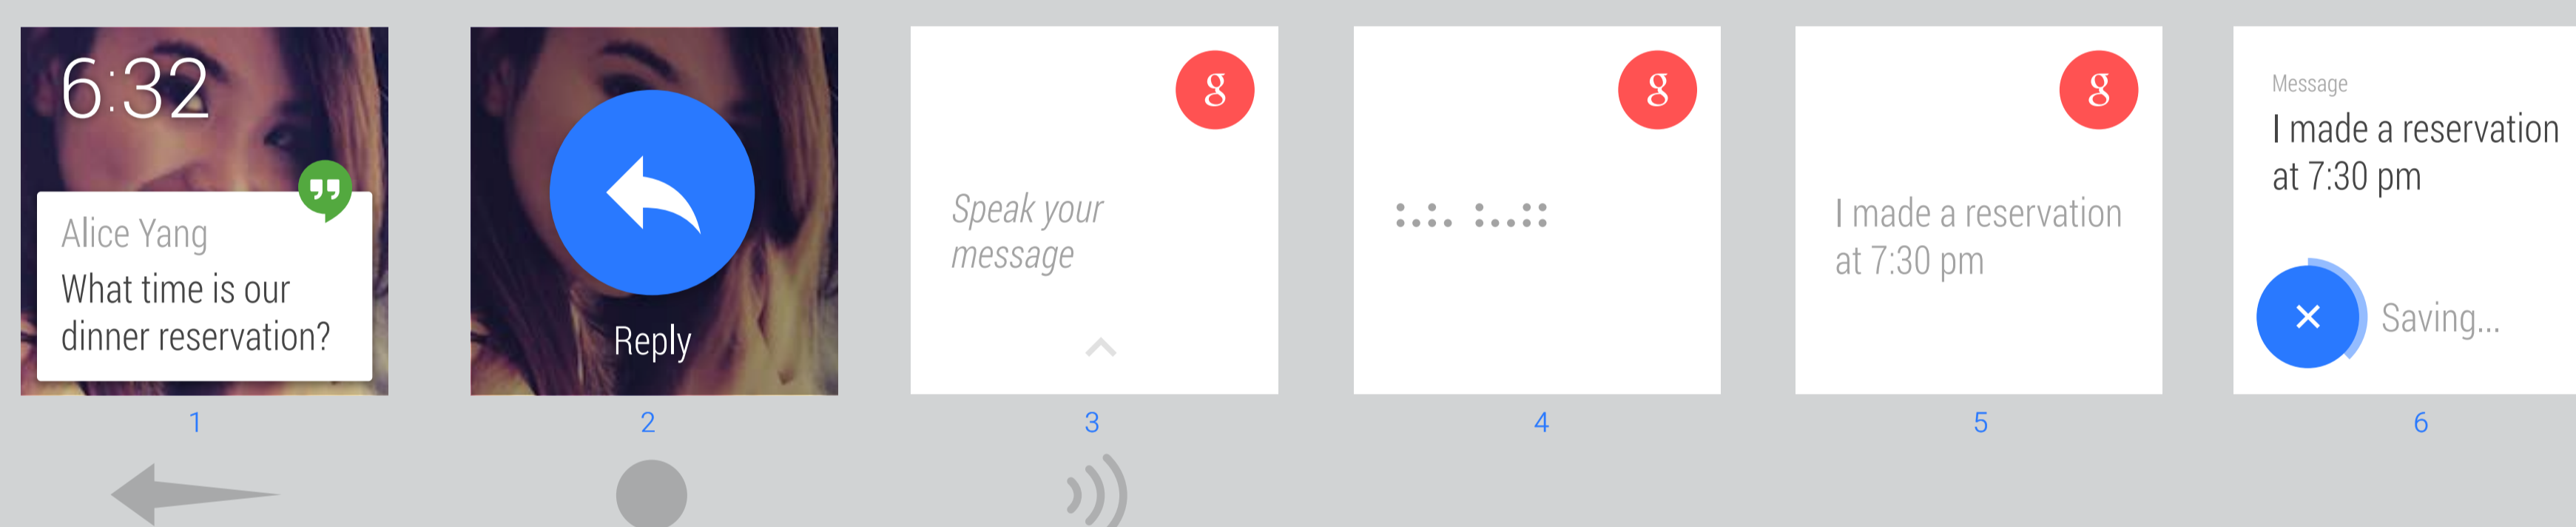 6:32
Alice Yang
What time is our
dinner reservation?
1
Reply
2
g
Speak your
message
3
g
4
g
I made a reservation
at 7:30 pm
5
Message
I made a reservation
at 7:30 pm
Saving...
6